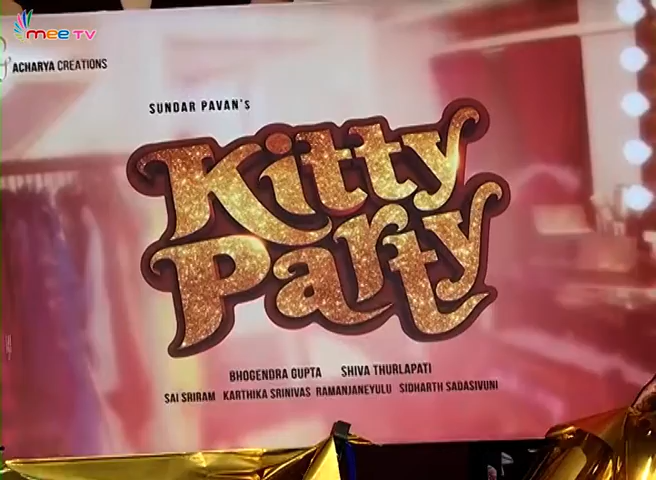 mee TV
ACHARYA CREATIONS
SUNDAR PAVAN'S
Kitty
Party
BHOGENDRA GUPTA SHIVA THURLAPATI
SAI SRIRAM KARTHIKA SRINIVAS RAMANJANEYULU SIDHARTH SADASIVUNI